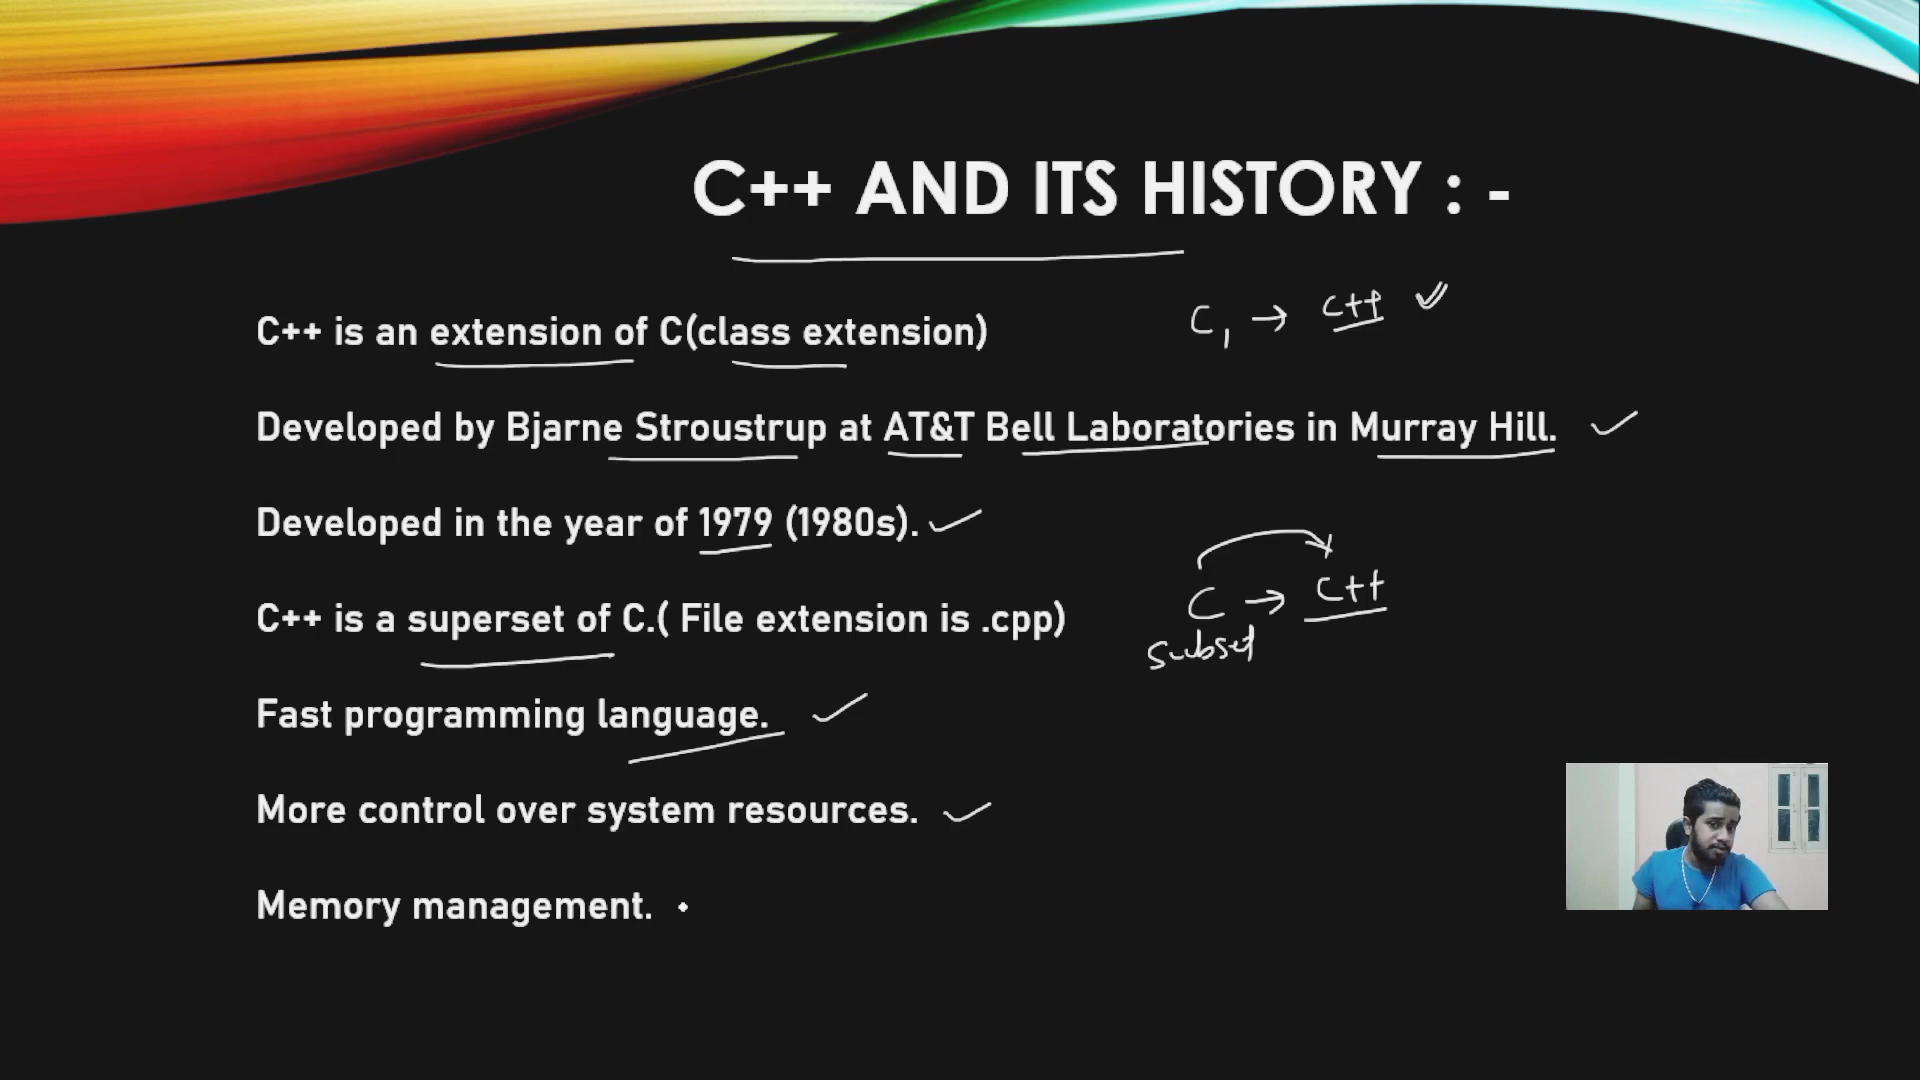 C++ AND ITS HISTORY : -
C++ is an extension of C(class extension)
C, → C++
Developed by Bjarne Stroustrup at AT&T Bell Laboratories in Murray Hill.
Developed in the year of 1979 (1980s).
C++ is a superset of C.( File extension is .cpp)
C → C++
Subset
Fast programming language.
More control over system resources.
Memory management.